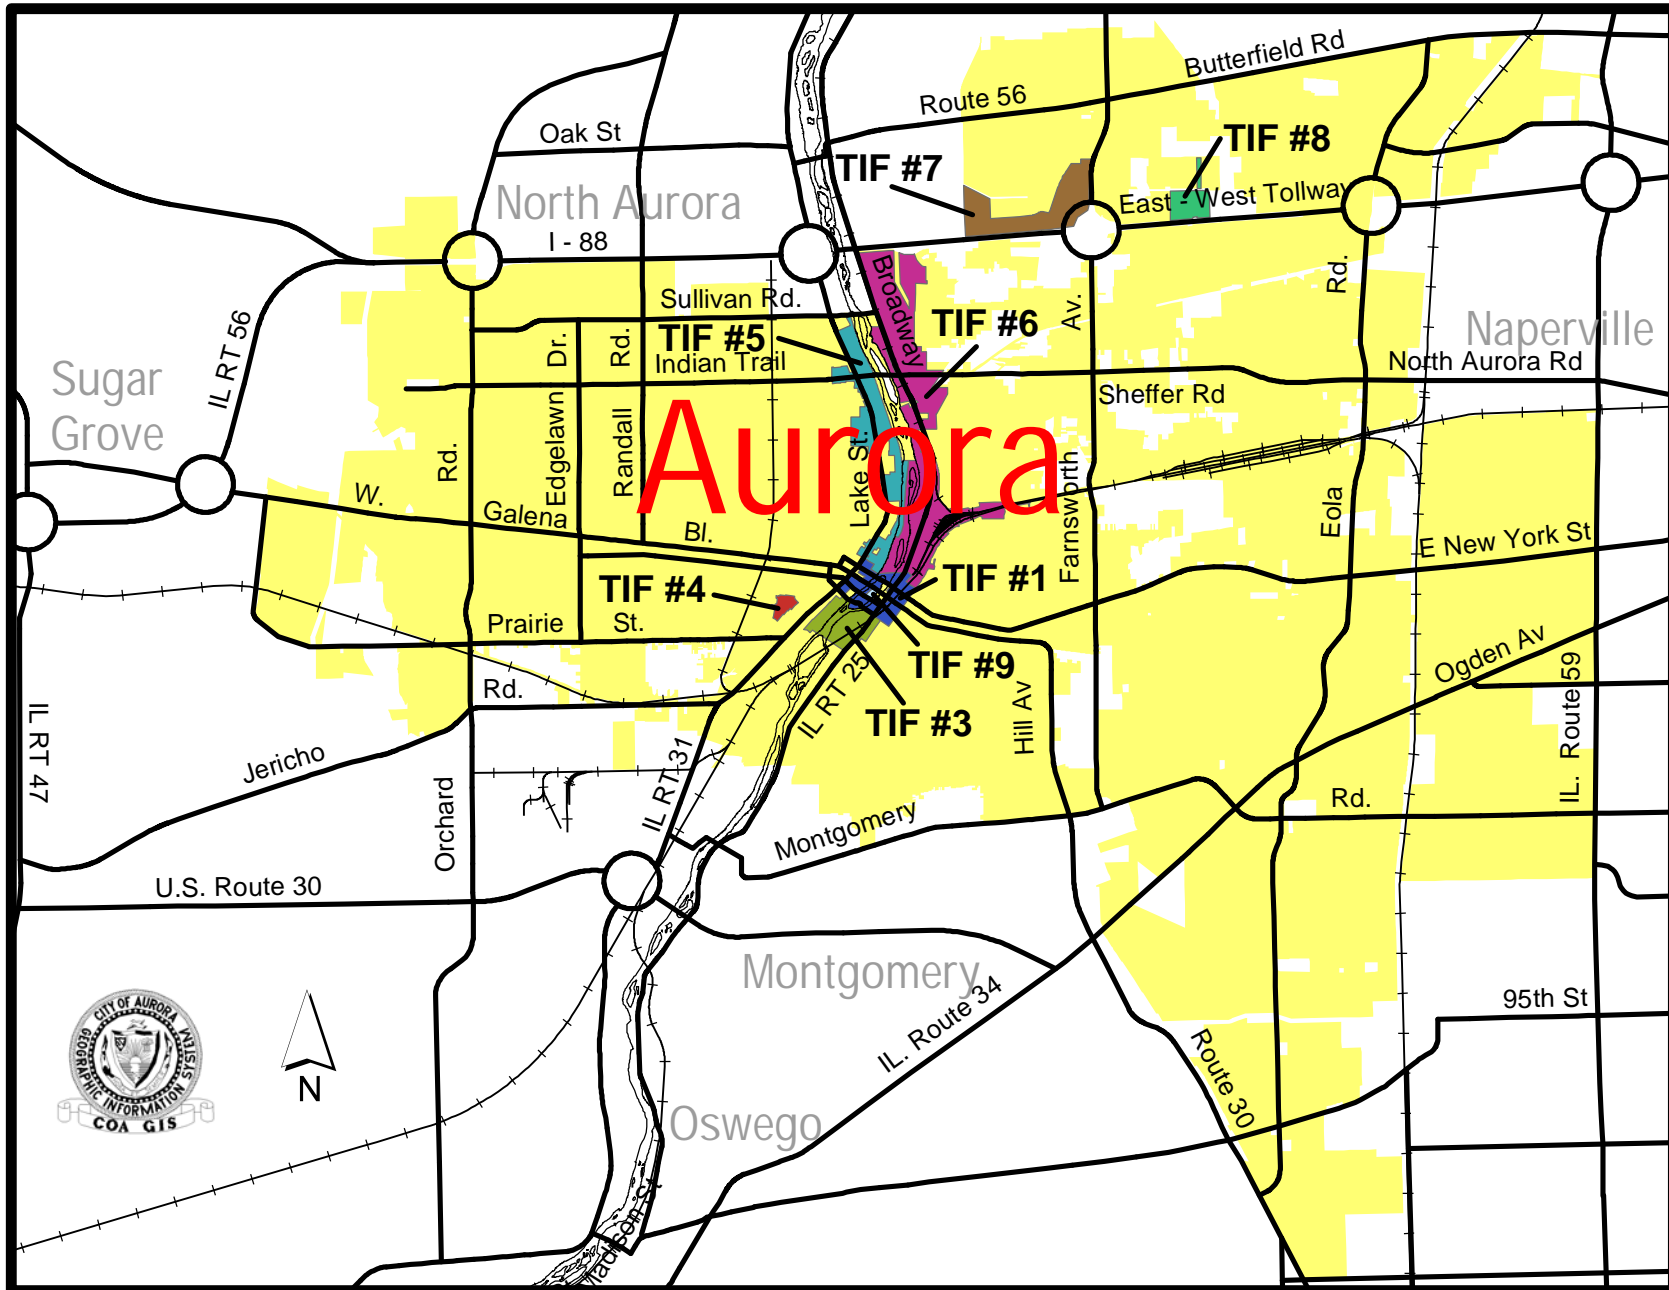 Butterfield Rd
Route 56
Oak St
TIF #8
TIF #7
North Aurora
East - West Tollway
I - 88
Broadway
Rd.
Sullivan Rd.
Av.
IL RT 56
TIF #6
TIF #5
Dr.
Rd.
Naperville
Indian Trail
North Aurora Rd
Sugar
Grove
Sheffer Rd
Aurora
Rd.
Edgelawn
Randall
Lake St.
Farnsworth
W.
Galena
Bl.
Eola
E New York St
TIF #4
TIF #1
Prairie
St.
TIF #9
Ogden Av
Rd.
IL RT 25
TIF #3
Hill Av
IL. Route 59
IL RT 47
Jericho
IL RT 31
Orchard
Montgomery
Rd.
U.S. Route 30
Montgomery
IL. Route 34
95th St
CITY OF AURORA
GEOGRAPHIC INFORMATION SYSTEM
COA GIS
N
Route 30
Oswego
Madison St